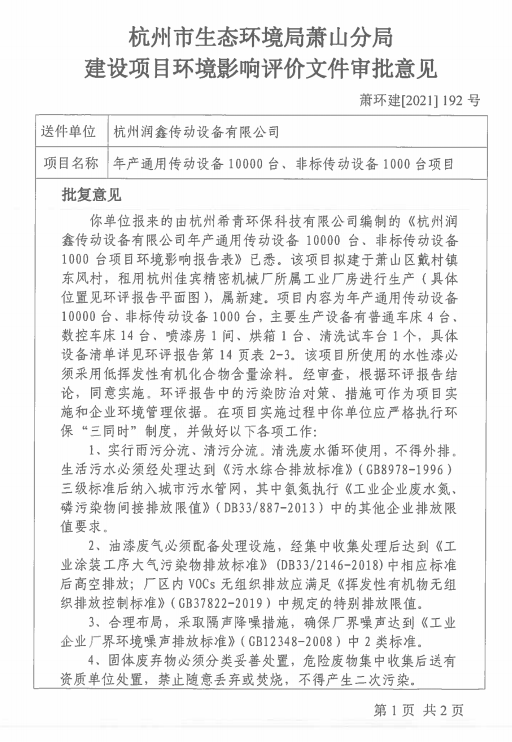 杭州市生态环境局萧山分局
建设项目环境影响评价文件审批意见
萧环建[2021] 192 号
送件单位 杭州润鑫传动设备有限公司
项目名称 年产通用传动设备 10000 台、非标传动设备 1000 台项目
批复意见
你单位报来的由杭州希青环保科技有限公司编制的《杭州润
鑫传动设备有限公司年产通用传动设备 10000 台、非标传动设备
1000 台项目环境影响报告表》已悉。该项目拟建于萧山区戴村镇
东风村，租用杭州佳宾精密机械厂所属工业厂房进行生产（具体
位置见环评报告平面图），属新建。项目内容为年产通用传动设备
10000 台、非标传动设备 1000 台，主要生产设备有普通车床 4 台、
数控车床 14 台、喷漆房 1 间、烘箱 1 台、清洗试车台 1 个，具体
设备清单详见环评报告第 14 页表 2-3。该项目所使用的水性漆必
须采用低挥发性有机化合物含量涂料。经审查，根据环评报告结
论，同意实施。环评报告中的污染防治对策、措施可作为项目实
施和企业环境管理依据。在项目实施过程中你单位应严格执行环
保“三同时”制度，并做好以下各项工作：
1、实行雨污分流、清污分流。清洗废水循环使用，不得外排。
生活污水必须经处理达到《污水综合排放标准》（GB8978-1996）
三级标准后纳入城市污水管网，其中氨氮执行《工业企业废水氮、
磷污染物间接排放限值》（DB33/887-2013）中的其他企业排放限
值要求。
2、油漆废气必须配备处理设施，经集中收集处理后达到《工
业涂装工序大气污染物排放标准》(DB33/2146-2018)中相应标准
后高空排放；厂区内 VOCs 无组织排放应满足《挥发性有机物无组
织排放控制标准》（GB37822-2019）中规定的特别排放限值。
3、合理布局，采取隔声降噪措施，确保厂界噪声达到《工业
企业厂界环境噪声排放标准》（GB12348-2008）中 2 类标准。
4、固体废弃物必须分类妥善处置，危险废物集中收集后送有
资质单位处置，禁止随意丢弃或焚烧，不得产生二次污染。
第 1 页 共 2 页